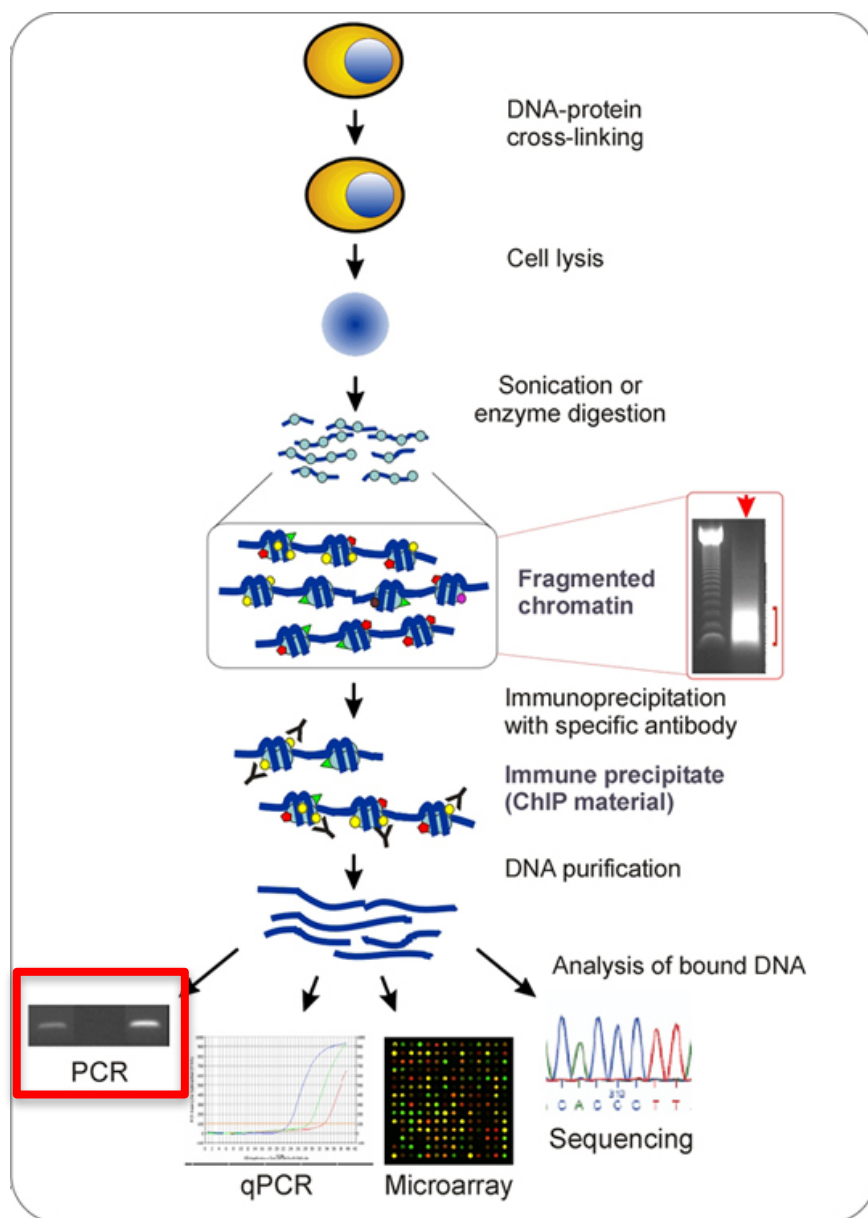 DNA-protein
cross-linking
Cell lysis
Sonication or
enzyme digestion
Fragmented
chromatin
Immunoprecipitation
with specific antibody
Immune precipitate
(ChIP material)
DNA purification
Analysis of bound DNA
PCR
qPCR
Microarray
C A C C C T T
Sequencing